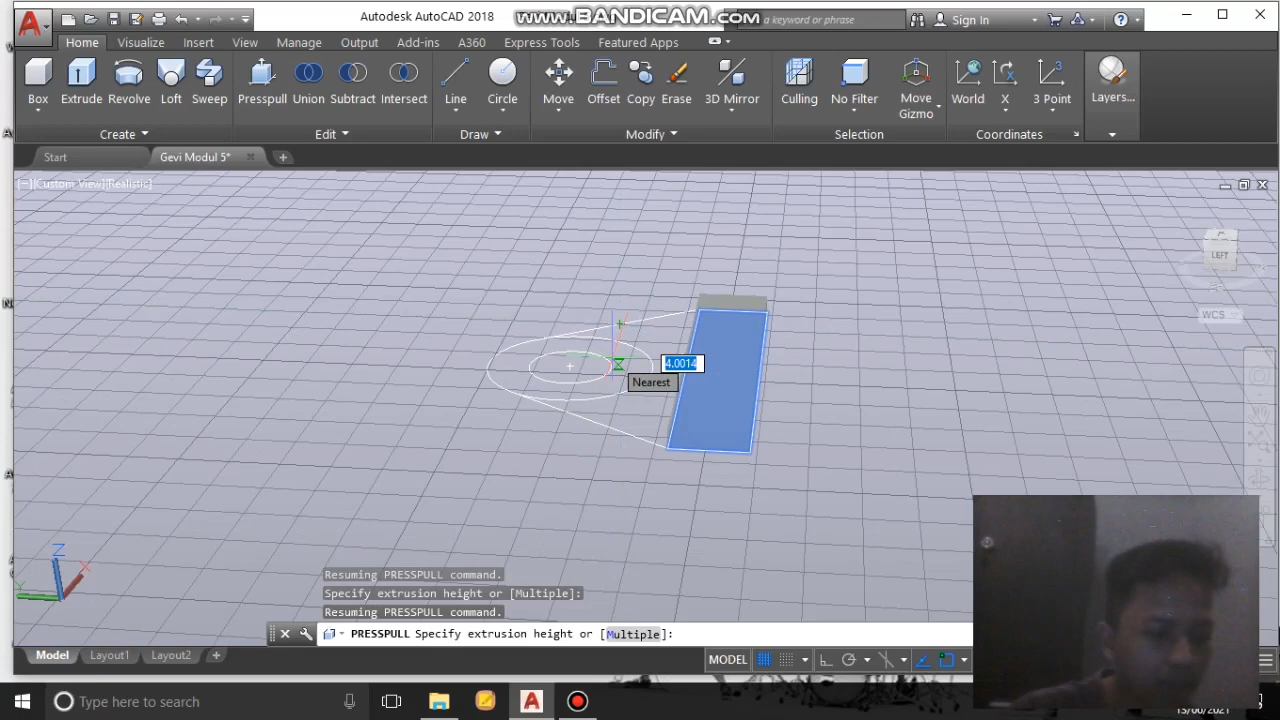 Autodesk AutoCAD 2018
www.BANDICAM.com
a keyword or phrase
Sign In
Home
Visualize
Insert
View
Manage
Output
Add-ins
A360
Express Tools
Featured Apps
Box
Extrude
Revolve
Loft
Sweep
Presspull
Union
Subtract
Intersect
Line
Circle
Move
Offset
Copy
Erase
3D Mirror
Culling
No Filter
Move
Gizmo
World
X
3 Point
Layers...
Create
Edit
Draw
Modify
Selection
Coordinates
Start
Gevi Modul 5*
[−][Custom View][Realistic]
LEFT
WCS
4.0014
Nearest
Z
X
Y
Resuming PRESSPULL command.
Specify extrusion height or [Multiple]:
Resuming PRESSPULL command.
PRESSPULL Specify extrusion height or [Multiple]:
Model
Layout1
Layout2
MODEL
Type here to search